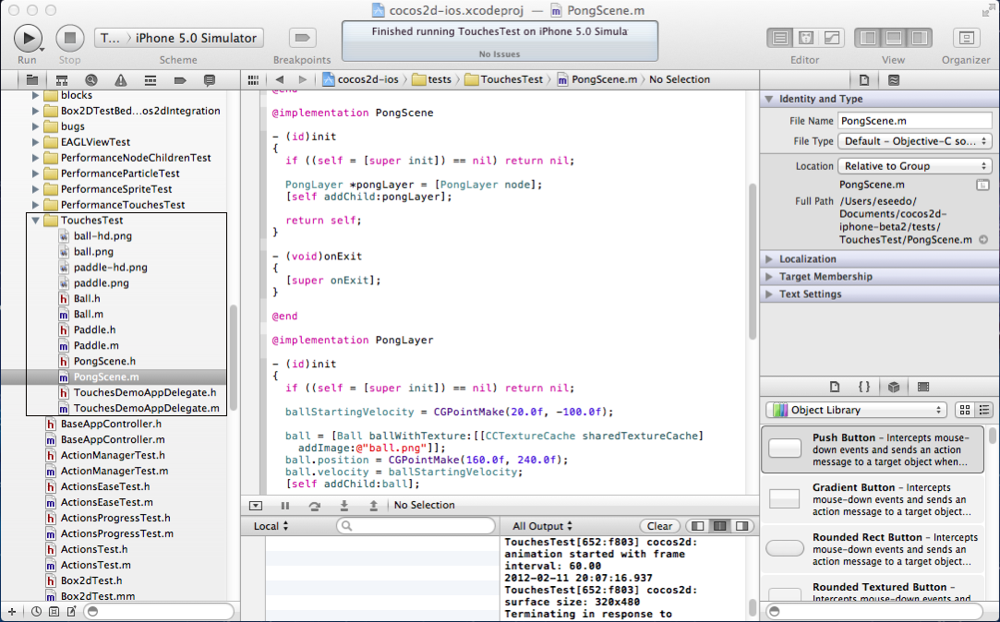 cocos2d-ios.xcodeproj — PongScene.m
Run
Stop
T... › iPhone 5.0 Simulator
Scheme
Breakpoints
Finished running TouchesTest on iPhone 5.0 Simula
No Issues
Editor
View
Organizer
cocos2d-ios › tests › TouchesTest › PongScene.m › No Selection
blocks
Box2DTestBed...os2dIntegration
bugs
EAGLViewTest
PerformanceNodeChildrenTest
PerformanceParticleTest
PerformanceSpriteTest
PerformanceTouchesTest
TouchesTest
ball-hd.png
ball.png
paddle-hd.png
paddle.png
Ball.h
Ball.m
Paddle.h
Paddle.m
PongScene.h
PongScene.m
TouchesDemoAppDelegate.h
TouchesDemoAppDelegate.m
BaseAppController.h
BaseAppController.m
ActionManagerTest.h
ActionManagerTest.m
ActionsEaseTest.h
ActionsEaseTest.m
ActionsProgressTest.h
ActionsProgressTest.m
ActionsTest.h
ActionsTest.m
Box2dTest.h
Box2dTest.mm
@end
@implementation PongScene
- (id)init
{
if ((self = [super init]) == nil) return nil;
PongLayer *pongLayer = [PongLayer node];
[self addChild:pongLayer];
return self;
}
- (void)onExit
{
[super onExit];
}
@end
@implementation PongLayer
- (id)init
{
if ((self = [super init]) == nil) return nil;
ballStartingVelocity = CGPointMake(20.0f, -100.0f);
ball = [Ball ballWithTexture:[[CCTextureCache sharedTextureCache]
addImage:@"ball.png"]];
ball.position = CGPointMake(160.0f, 240.0f);
ball.velocity = ballStartingVelocity;
[self addChild:ball];
No Selection
Local
All Output
Clear
TouchesTest[652:f803] cocos2d:
animation started with frame
interval: 60.00
2012-02-11 20:07:16.937
TouchesTest[652:f803] cocos2d:
surface size: 320x480
Terminating in response to
Identity and Type
File Name PongScene.m
File Type Default - Objective-C so...
Location Relative to Group
PongScene.m
Full Path /Users/eseedo/
Documents/cocos2d-
iphone-beta2/tests/
TouchesTest/PongScene.m
Localization
Target Membership
Text Settings
{ }
Object Library
Push Button - Intercepts mouse-
down events and sends an action
message to a target object when...
Gradient Button - Intercepts
mouse-down events and sends an
action message to a target object...
Rounded Rect Button - Intercepts
mouse-down events and sends an
action message to a target object...
Rounded Textured Button -
Intercepts mouse-down events and